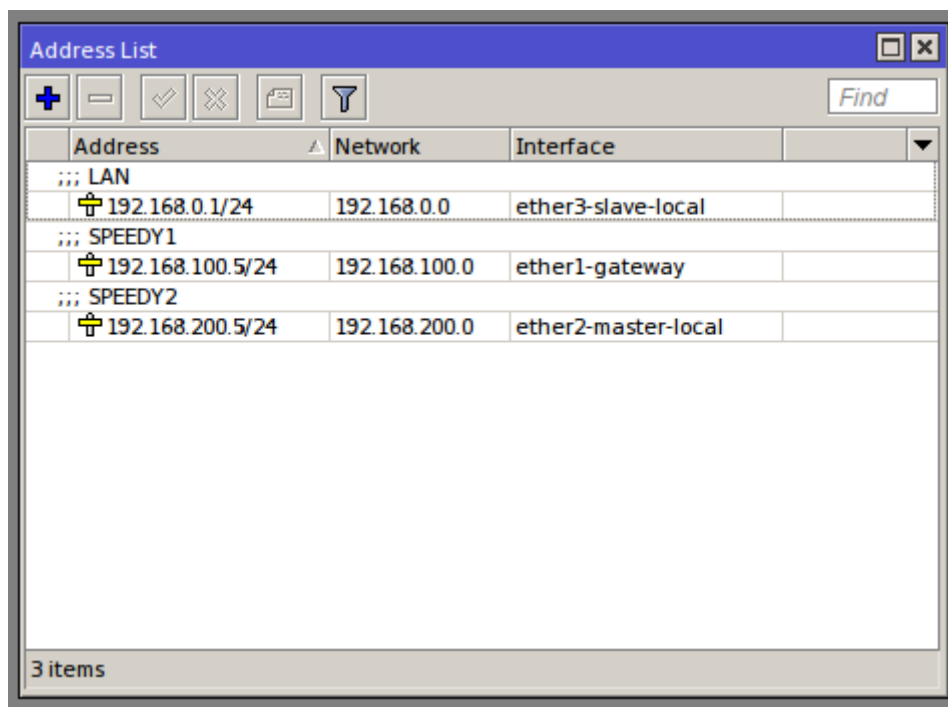 Address List
Find
Address Network Interface
;;; LAN
192.168.0.1/24 192.168.0.0 ether3-slave-local
;;; SPEEDY1
192.168.100.5/24 192.168.100.0 ether1-gateway
;;; SPEEDY2
192.168.200.5/24 192.168.200.0 ether2-master-local
3 items